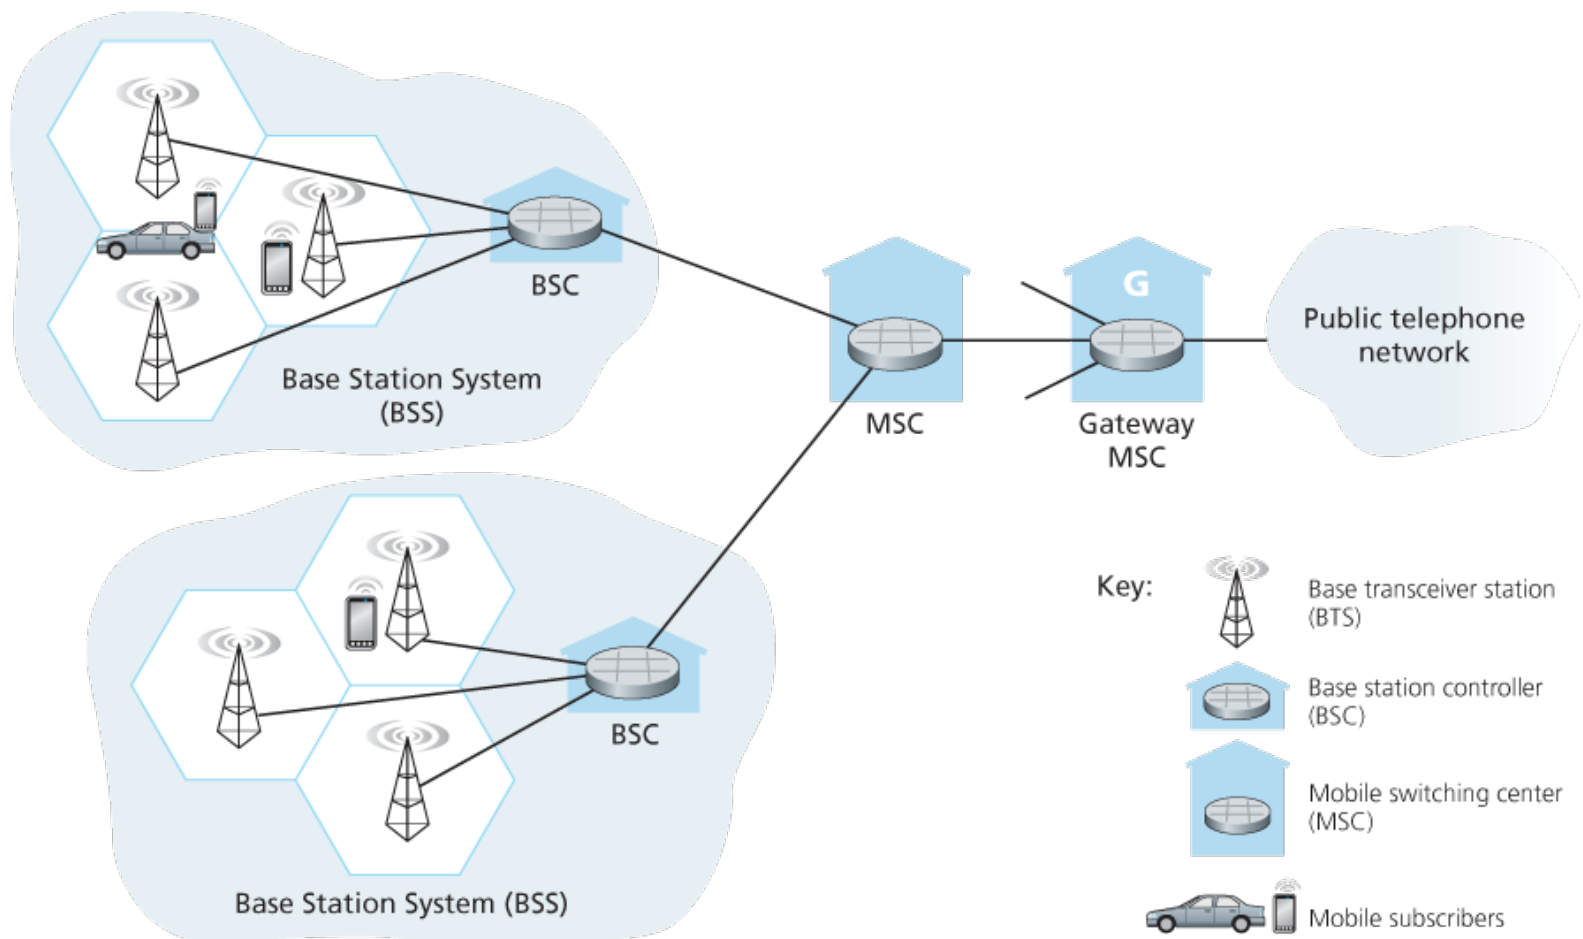 BSC
Base Station System
(BSS)
MSC
G
Gateway
MSC
Public telephone
network
BSC
Base Station System (BSS)
Key:
Base transceiver station
(BTS)
Base station controller
(BSC)
Mobile switching center
(MSC)
Mobile subscribers